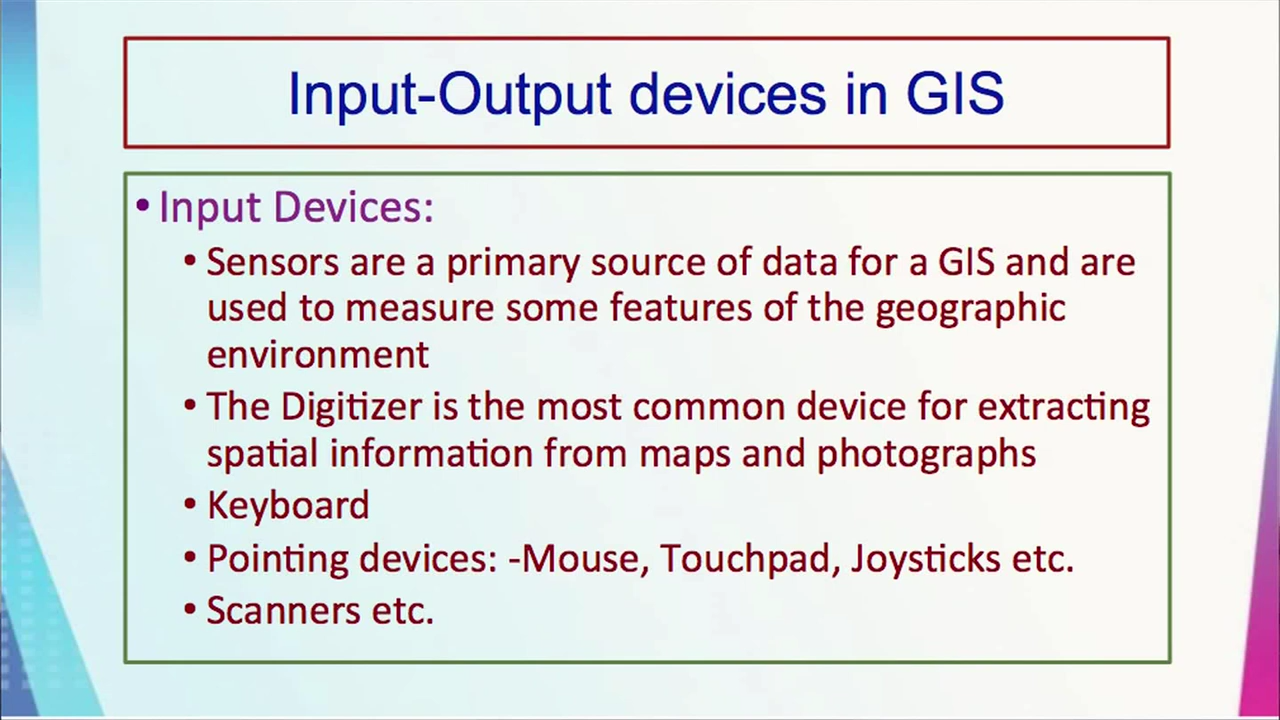 Input-Output devices in GIS
• Input Devices:
• Sensors are a primary source of data for a GIS and are
used to measure some features of the geographic
environment
• The Digitizer is the most common device for extracting
spatial information from maps and photographs
• Keyboard
• Pointing devices: -Mouse, Touchpad, Joysticks etc.
• Scanners etc.